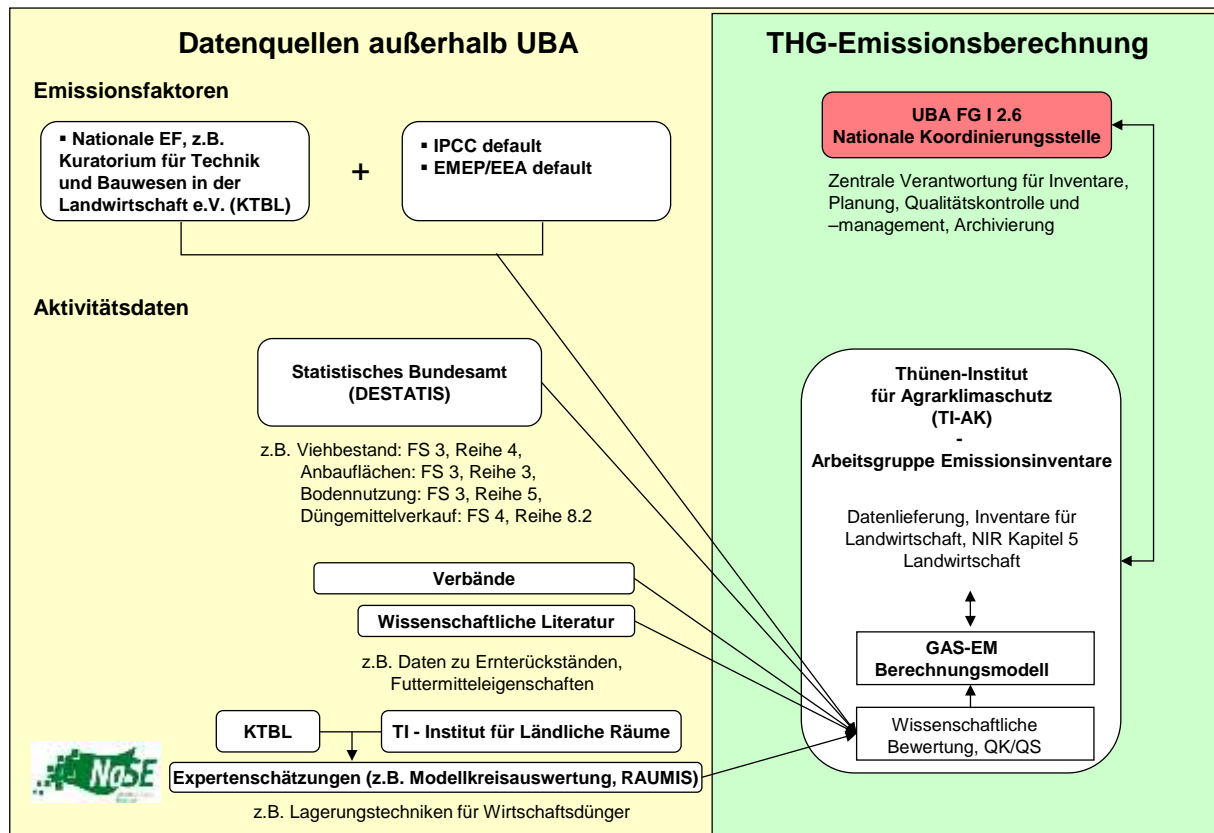 Datenquellen außerhalb UBA
Emissionsfaktoren
▪ Nationale EF, z.B.
Kuratorium für Technik
und Bauwesen in der
Landwirtschaft e.V. (KTBL)
+
▪ IPCC default
▪ EMEP/EEA default
Aktivitätsdaten
Statistisches Bundesamt
(DESTATIS)
z.B. Viehbestand: FS 3, Reihe 4,
Anbauflächen: FS 3, Reihe 3,
Bodennutzung: FS 3, Reihe 5,
Düngemittelverkauf: FS 4, Reihe 8.2
Verbände
Wissenschaftliche Literatur
z.B. Daten zu Ernterückständen,
Futtermitteleigenschaften
KTBL
TI - Institut für Ländliche Räume
Expertenschätzungen (z.B. Modellkreisauswertung, RAUMIS)
z.B. Lagerungstechniken für Wirtschaftsdünger
NaSE
THG-Emissionsberechnung
UBA FG I 2.6
Nationale Koordinierungsstelle
Zentrale Verantwortung für Inventare,
Planung, Qualitätskontrolle und
–management, Archivierung
Thünen-Institut
für Agrarklimaschutz
(TI-AK)
-
Arbeitsgruppe Emissionsinventare
Datenlieferung, Inventare für
Landwirtschaft, NIR Kapitel 5
Landwirtschaft
GAS-EM
Berechnungsmodell
Wissenschaftliche
Bewertung, QK/QS